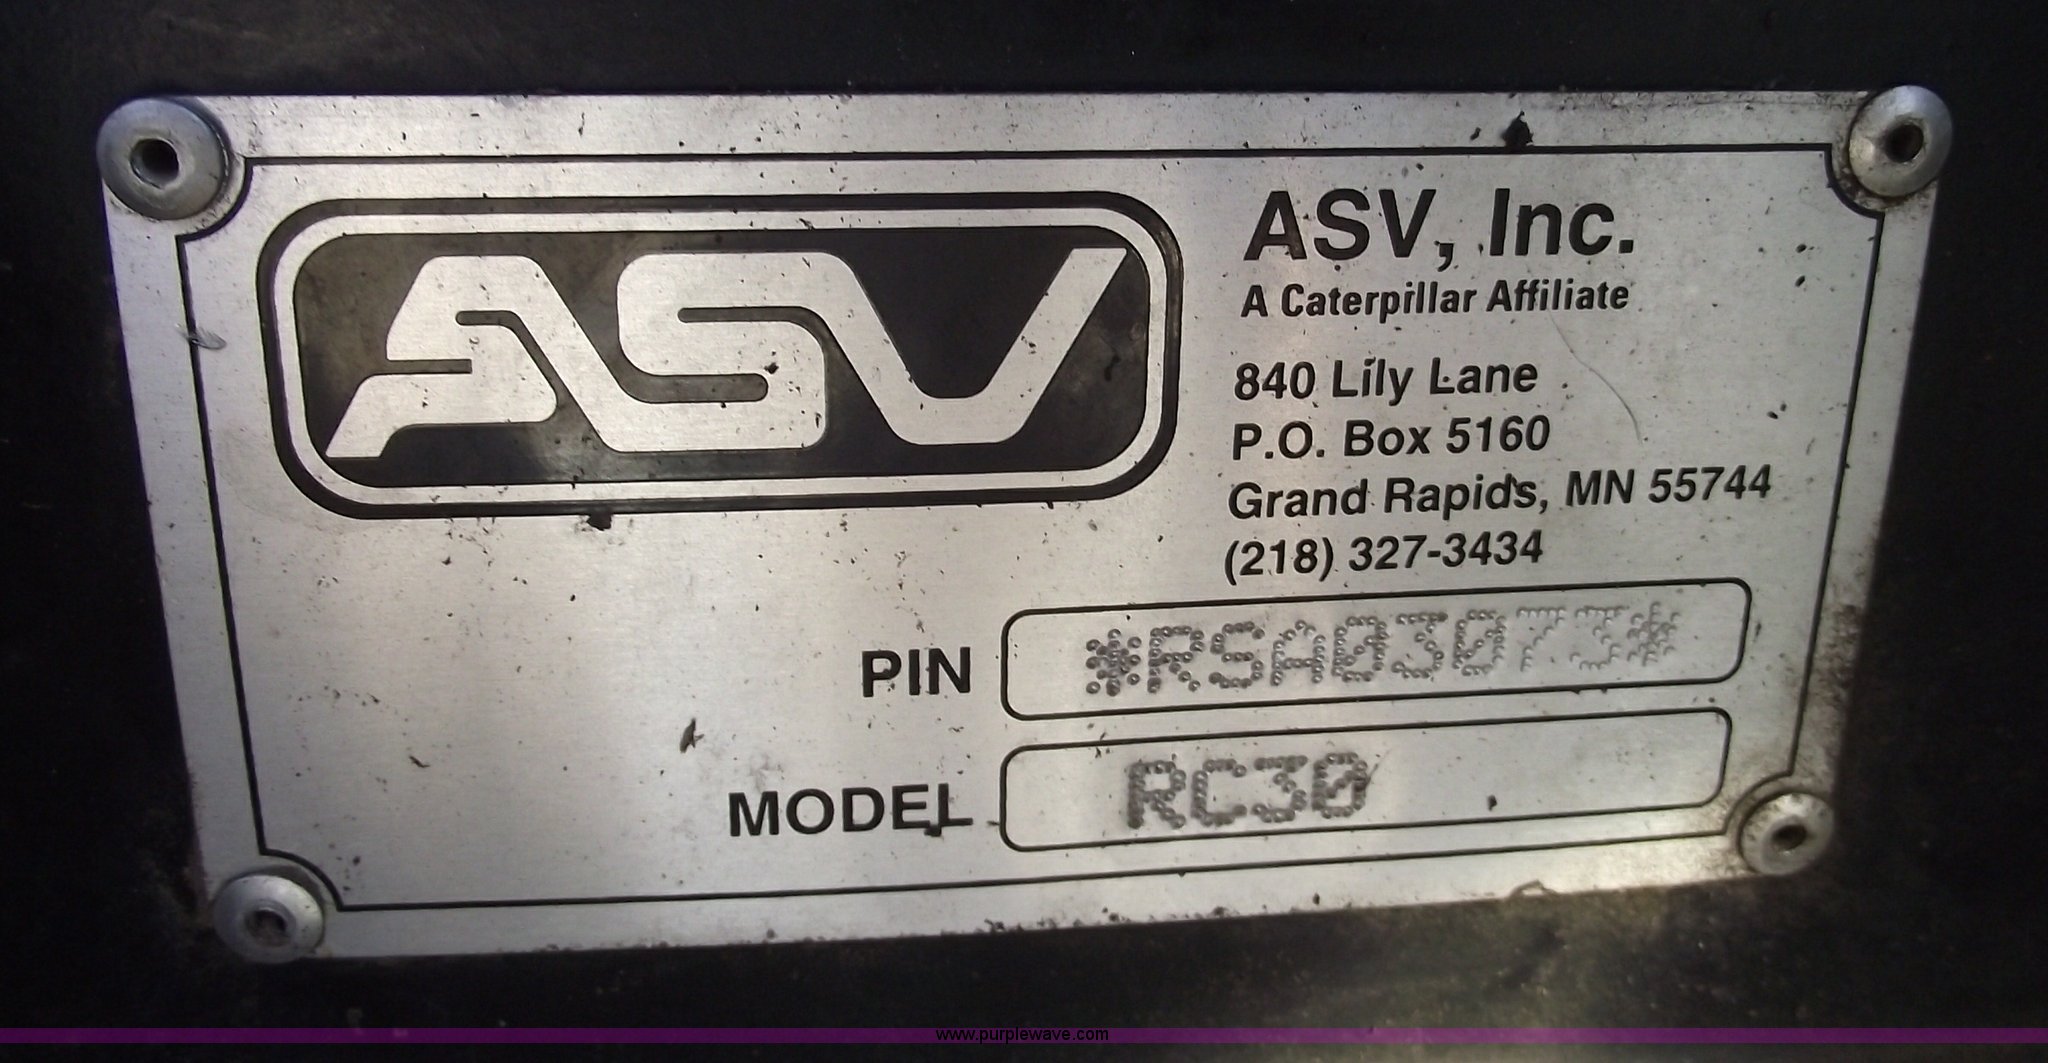 ASV
ASV, Inc.
A Caterpillar Affiliate
840 Lily Lane
P.O. Box 5160
Grand Rapids, MN 55744
(218) 327-3434
PIN *RSA03073*
MODEL RC30
www.purplewave.com